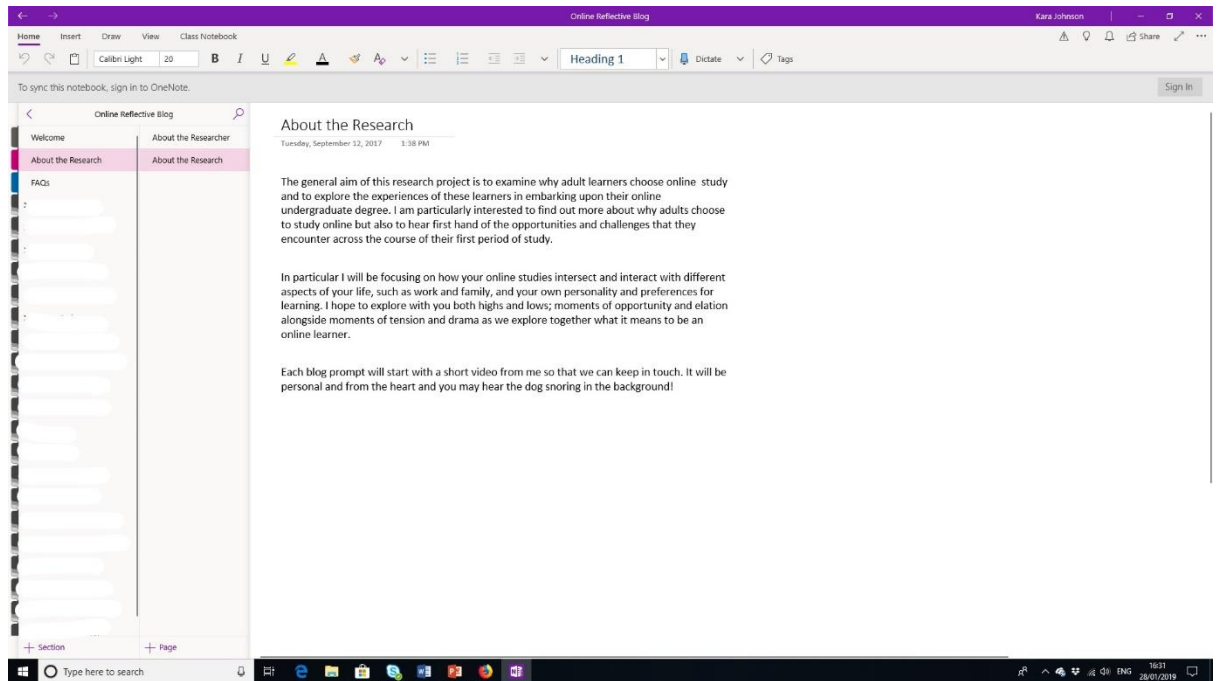 Online Reflective Blog
Kara Johnson
Home Insert Draw View Class Notebook
Share
Calibri Light 20 B I U A Heading 1 Dictate Tags
To sync this notebook, sign in to OneNote.
Sign In
Online Reflective Blog
Welcome
About the Research
FAQs
About the Researcher
About the Research
About the Research
Tuesday, September 12, 2017 1:38 PM
The general aim of this research project is to examine why adult learners choose online study
and to explore the experiences of these learners in embarking upon their online
undergraduate degree. I am particularly interested to find out more about why adults choose
to study online but also to hear first hand of the opportunities and challenges that they
encounter across the course of their first period of study.
In particular I will be focusing on how your online studies intersect and interact with different
aspects of your life, such as work and family, and your own personality and preferences for
learning. I hope to explore with you both highs and lows; moments of opportunity and elation
alongside moments of tension and drama as we explore together what it means to be an
online learner.
Each blog prompt will start with a short video from me so that we can keep in touch. It will be
personal and from the heart and you may hear the dog snoring in the background!
+ Section
+ Page
Type here to search
ENG
16:31
28/01/2019